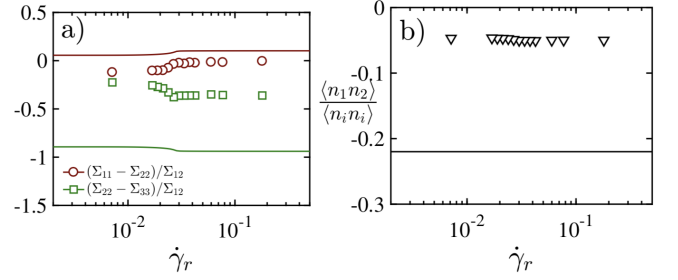 a)
0.5
0
-0.5
-1
-1.5
(Σ₁₁ − Σ₂₂)/Σ₁₂
(Σ₂₂ − Σ₃₃)/Σ₁₂
10⁻² 10⁻¹
γ̇ᵣ
b)
0
-0.1
-0.2
-0.3
⟨n₁n₂⟩
⟨nᵢnᵢ⟩
10⁻² 10⁻¹
γ̇ᵣ